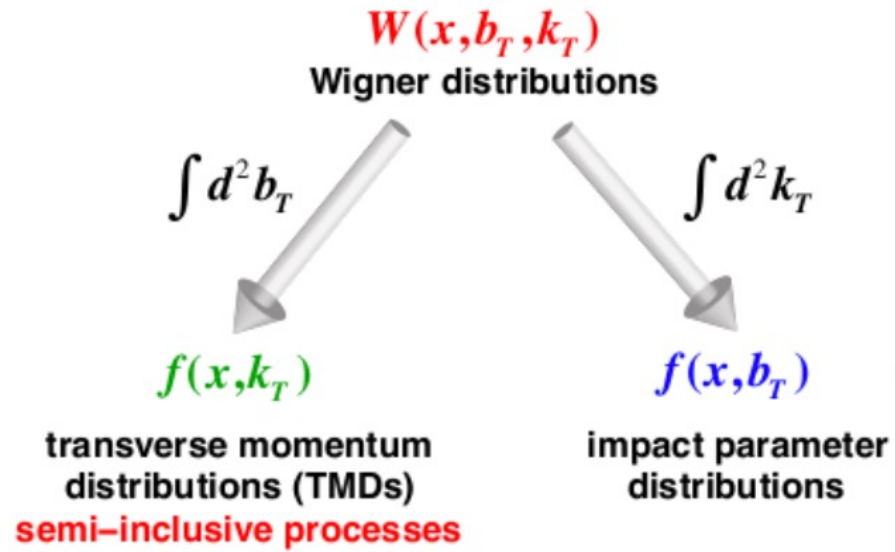 W(x,b_T,k_T)
Wigner distributions
∫ d²b_T
∫ d²k_T
f(x,k_T)
f(x,b_T)
transverse momentum
distributions (TMDs)
semi–inclusive processes
impact parameter
distributions